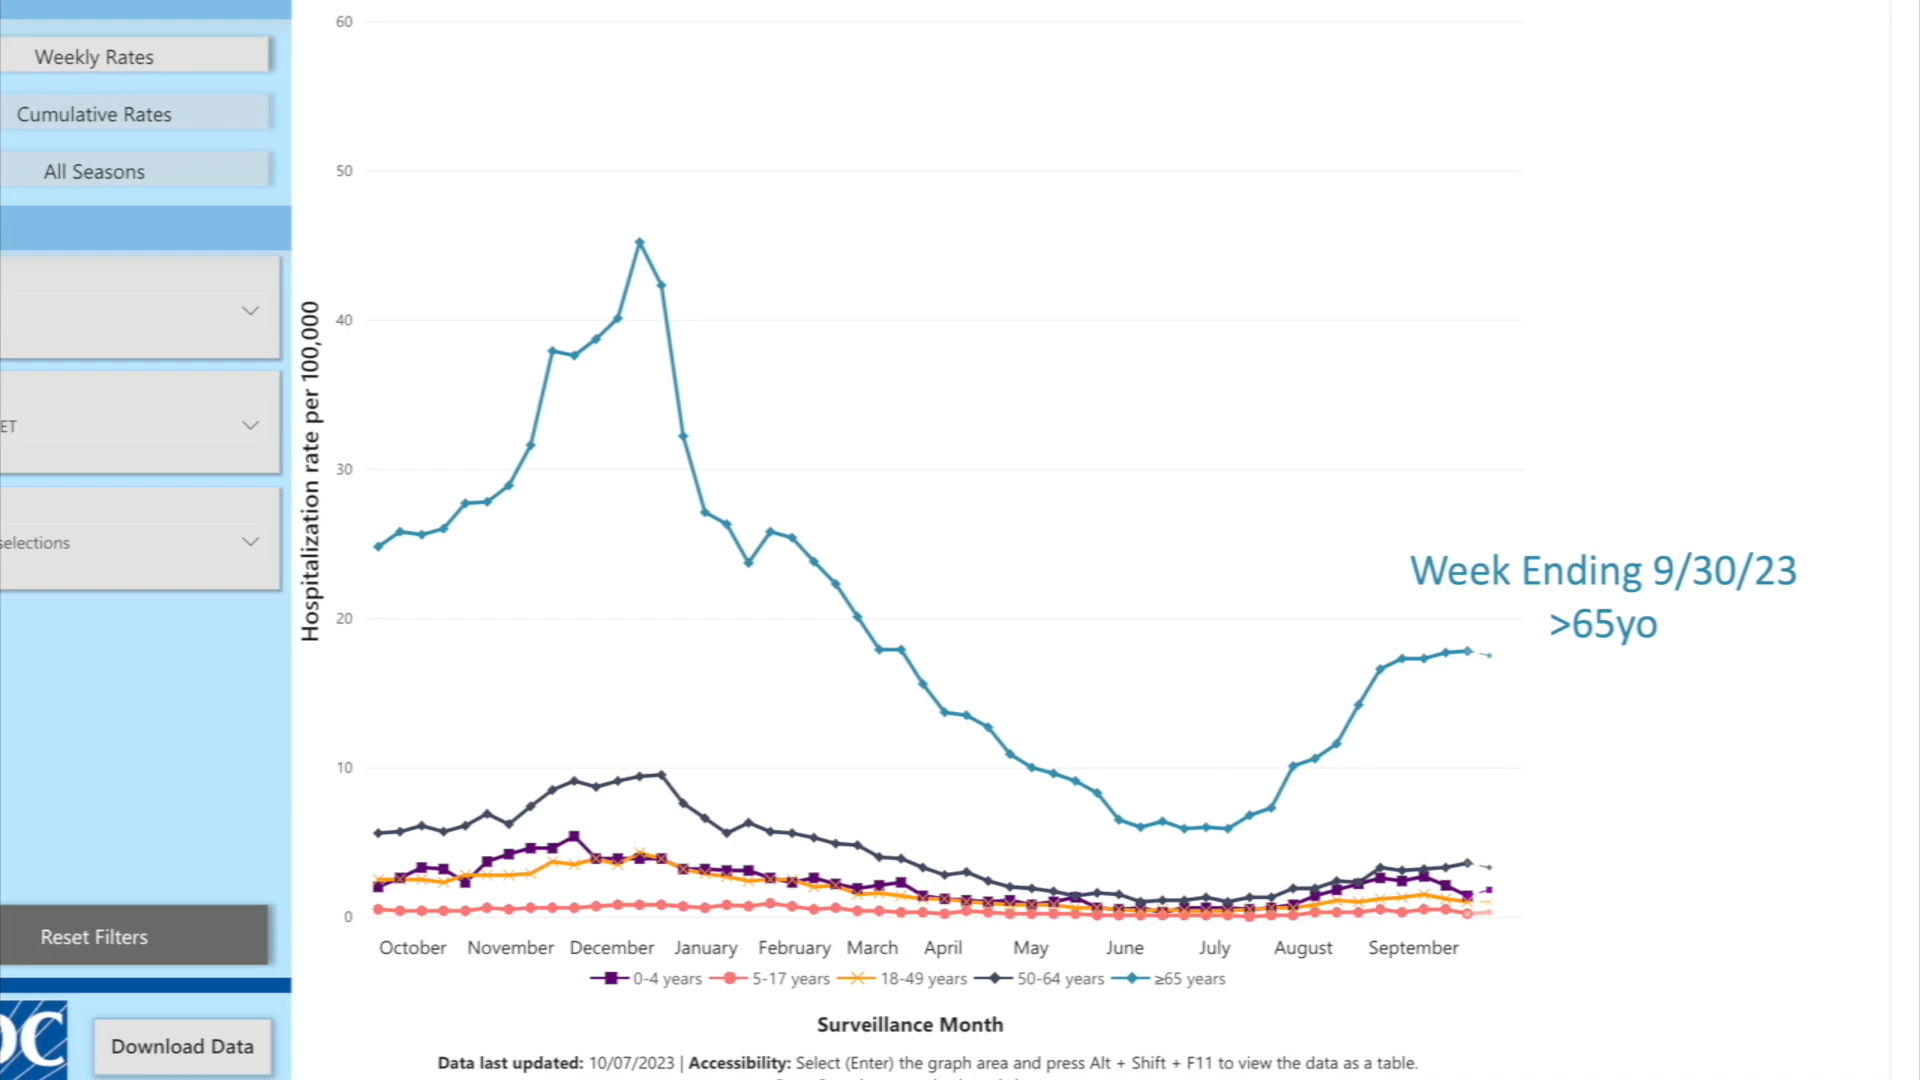 Weekly Rates
Cumulative Rates
All Seasons
ET
selections
Reset Filters
DC
Download Data
Hospitalization rate per 100,000
60
50
40
30
20
10
0
Week Ending 9/30/23
>65yo
October November December January February March April May June July August September
0-4 years 5-17 years 18-49 years 50-64 years ≥65 years
Surveillance Month
Data last updated: 10/07/2023 | Accessibility: Select (Enter) the graph area and press Alt + Shift + F11 to view the data as a table.